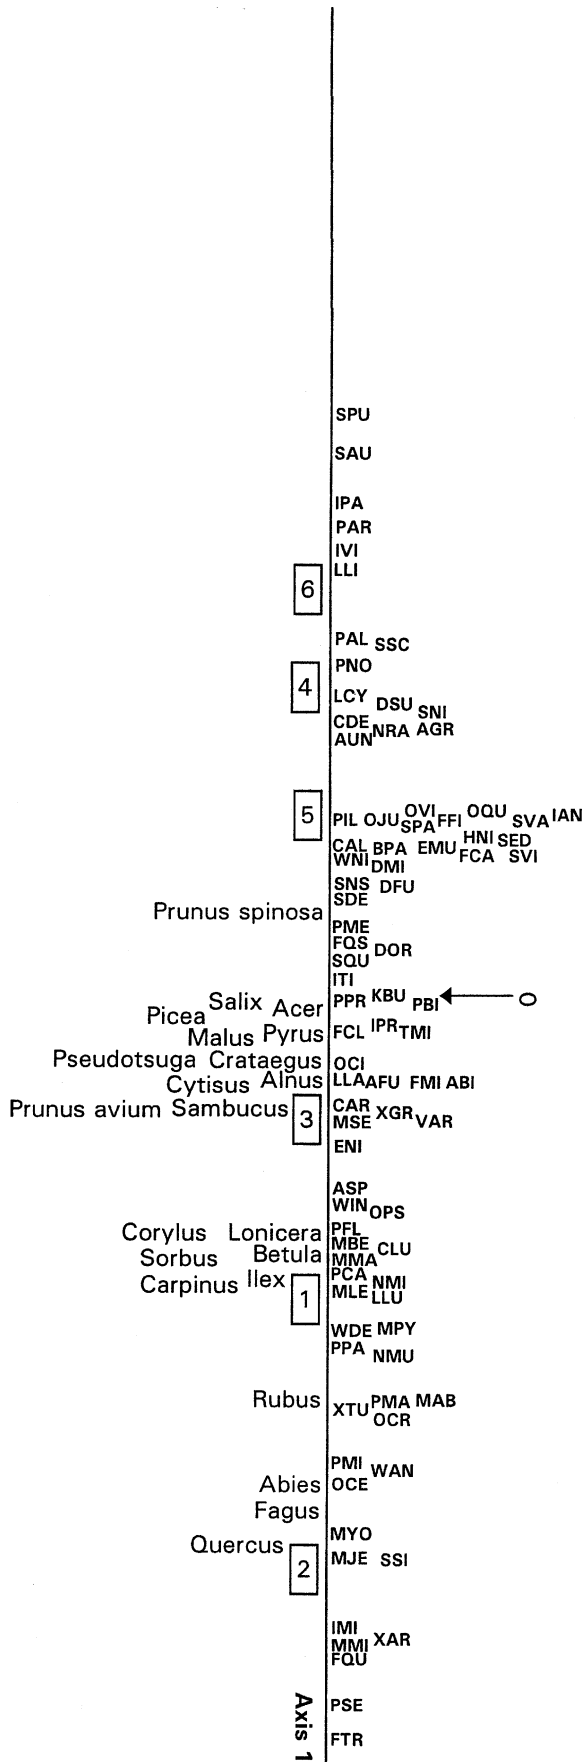 SPU
SAU
IPA
PAR
IVI
LLI
6
PAL SSC
PNO
4
LCY DSU SNI
CDE NRA AGR
AUN
5
PIL OJU OVI SPA FFI OQU SVA IAN
CAL BPA EMU HNI SED
WNI DMI FCA SVI
SNS DFU
SDE
Prunus spinosa
PME
FQS DOR
SQU
ITI
Picea Salix Acer PPR KBU PBI O
Malus Pyrus FCL IPR TMI
Pseudotsuga Crataegus OCI
Cytisus Alnus LLA AFU FMI ABI
Prunus avium Sambucus 3 CAR XGR VAR
MSE
ENI
ASP
WIN OPS
Corylus Lonicera PFL
MBE CLU
Sorbus Betula MMA
Carpinus Ilex PCA NMI
1 MLE LLU
WDE MPY
PPA NMU
Rubus XTU PMA MAB
OCR
PMI WAN
Abies OCE
Fagus
MYO
Quercus 2 MJE SSI
IMI
MMI XAR
FQU
PSE
Axis 1
FTR